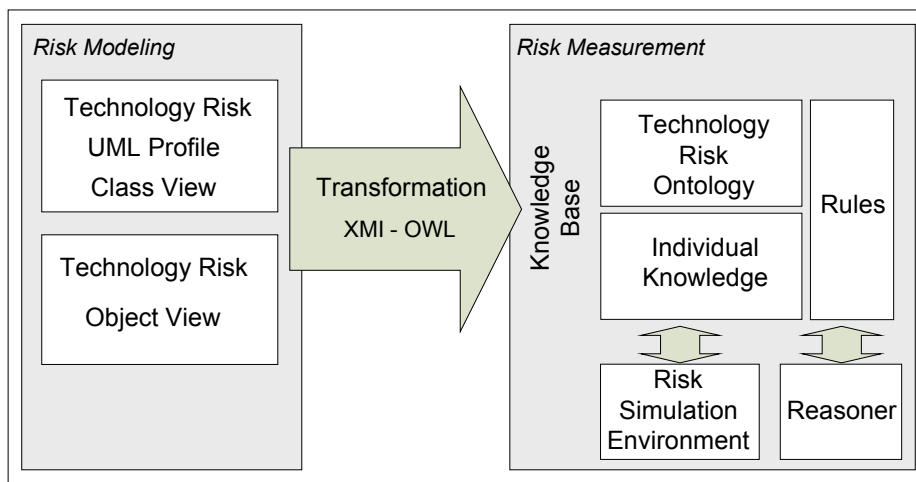 Risk Modeling
Technology Risk
UML Profile
Class View
Technology Risk
Object View
Transformation
XMI - OWL
Risk Measurement
Knowledge
Base
Technology
Risk
Ontology
Individual
Knowledge
Rules
Risk
Simulation
Environment
Reasoner